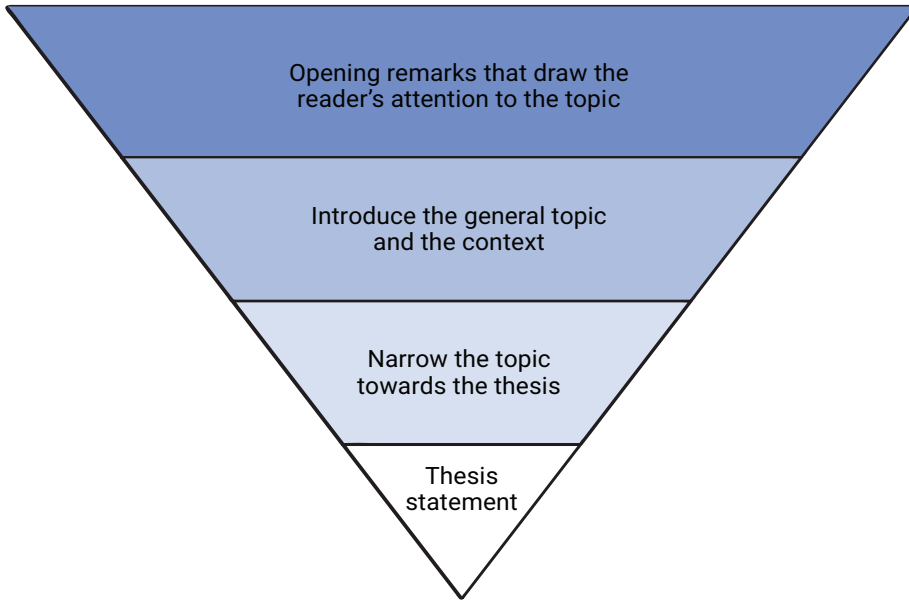 Opening remarks that draw the
reader’s attention to the topic
Introduce the general topic
and the context
Narrow the topic
towards the thesis
Thesis
statement